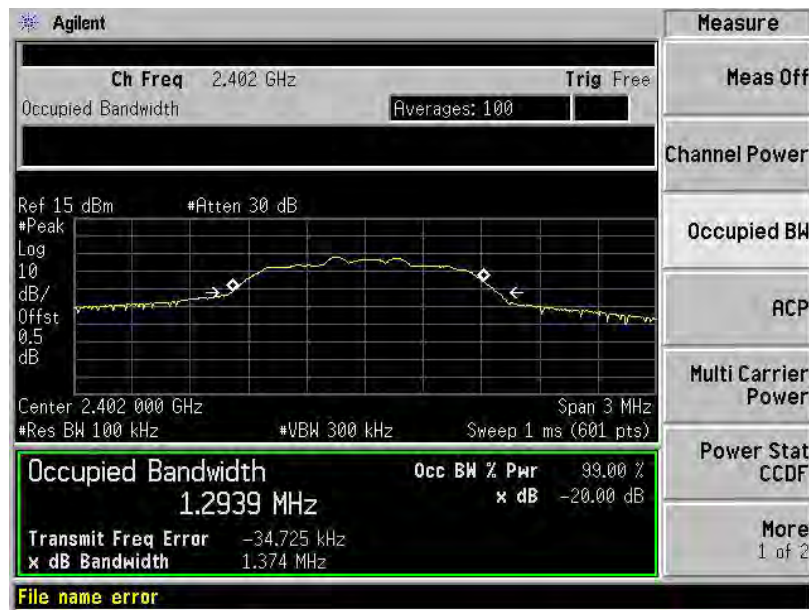 Agilent
Measure
Ch Freq 2.402 GHz Trig Free
Occupied Bandwidth Averages: 100
Ref 15 dBm #Atten 30 dB
#Peak
Log
10
dB/
Offst
0.5
dB
Center 2.402 000 GHz Span 3 MHz
#Res BW 100 kHz #VBW 300 kHz Sweep 1 ms (601 pts)
Occupied Bandwidth Occ BW % Pwr 99.00 %
1.2939 MHz x dB -20.00 dB
Transmit Freq Error -34.725 kHz
x dB Bandwidth 1.374 MHz
File name error
Meas Off
Channel Power
Occupied BW
ACP
Multi Carrier
Power
Power Stat
CCDF
More
1 of 2